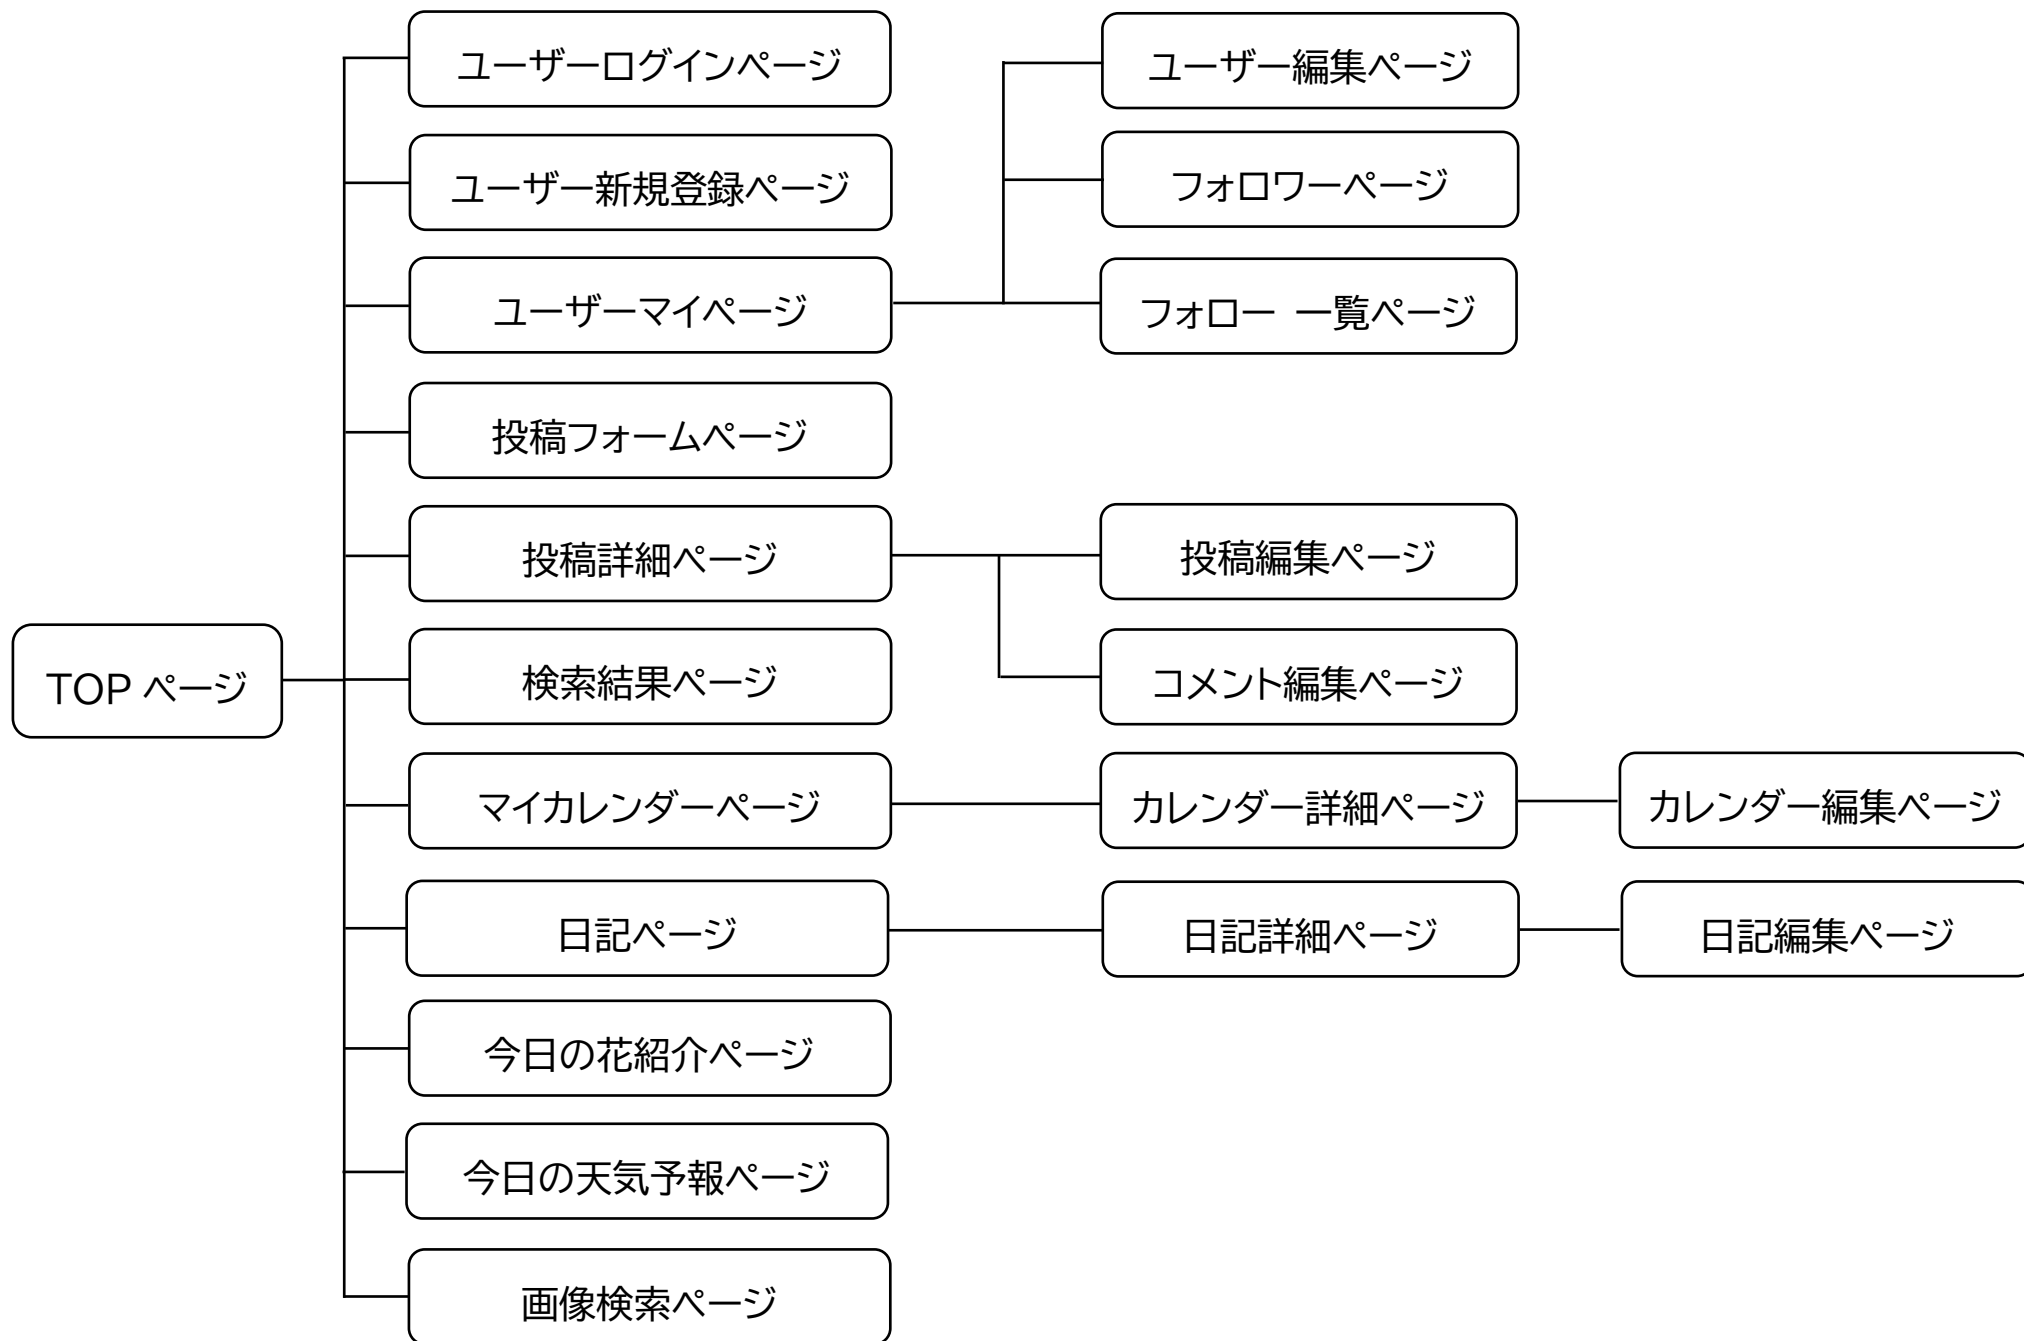 ユーザーログインページ
ユーザー編集ページ
ユーザー新規登録ページ
フォロワーページ
ユーザーマイページ
フォロー 一覧ページ
投稿フォームページ
投稿詳細ページ
投稿編集ページ
TOP ページ
検索結果ページ
コメント編集ページ
マイカレンダーページ
カレンダー詳細ページ
カレンダー編集ページ
日記ページ
日記詳細ページ
日記編集ページ
今日の花紹介ページ
今日の天気予報ページ
画像検索ページ